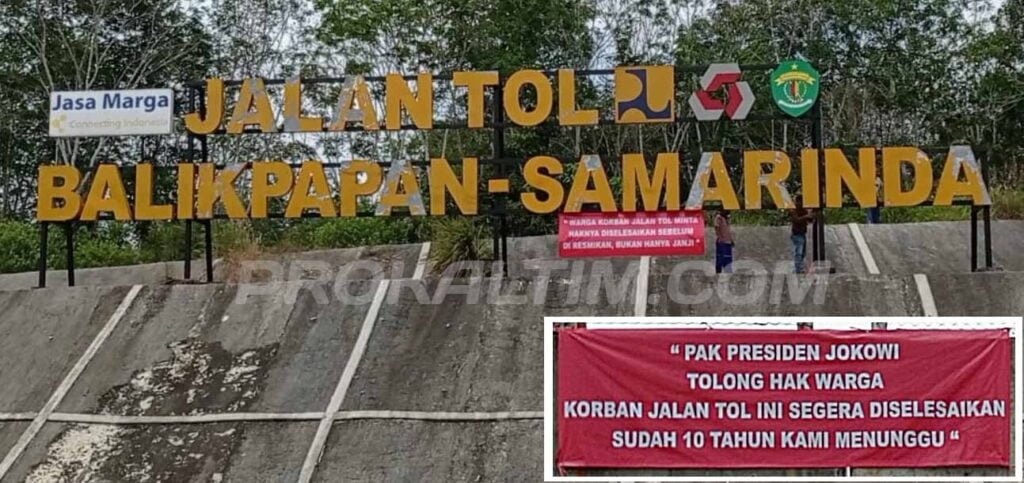 Jasa Marga
Connecting Indonesia
JALAN TOL
BALIKPAPAN-SAMARINDA
" WARGA KORBAN JALAN TOL MINTA
HAKNYA DISELESAIKAN SEBELUM
DI RESMIKAN, BUKAN HANYA JANJI "
PROKALTIM.COM
" PAK PRESIDEN JOKOWI
TOLONG HAK WARGA
KORBAN JALAN TOL INI SEGERA DISELESAIKAN
SUDAH 10 TAHUN KAMI MENUNGGU "